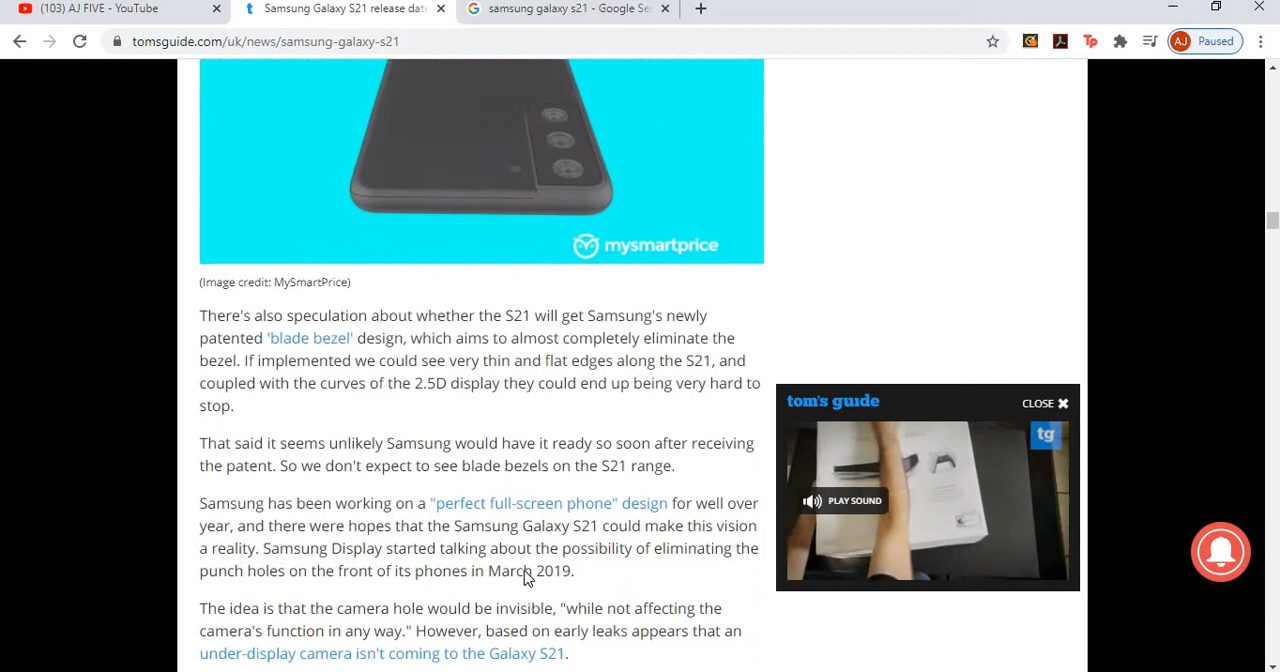 (103) AJ FIVE - YouTube
Samsung Galaxy S21 release date
samsung galaxy s21 - Google Se
tomsguide.com/uk/news/samsung-galaxy-s21
Tp
AJ Paused
mysmartprice
(Image credit: MySmartPrice)
There's also speculation about whether the S21 will get Samsung's newly
patented 'blade bezel' design, which aims to almost completely eliminate the
bezel. If implemented we could see very thin and flat edges along the S21, and
coupled with the curves of the 2.5D display they could end up being very hard to
stop.
That said it seems unlikely Samsung would have it ready so soon after receiving
the patent. So we don't expect to see blade bezels on the S21 range.
Samsung has been working on a "perfect full-screen phone" design for well over
year, and there were hopes that the Samsung Galaxy S21 could make this vision
a reality. Samsung Display started talking about the possibility of eliminating the
punch holes on the front of its phones in March 2019.
The idea is that the camera hole would be invisible, "while not affecting the
camera's function in any way." However, based on early leaks appears that an
under-display camera isn't coming to the Galaxy S21.
tom's guide
CLOSE
tg
PLAY SOUND